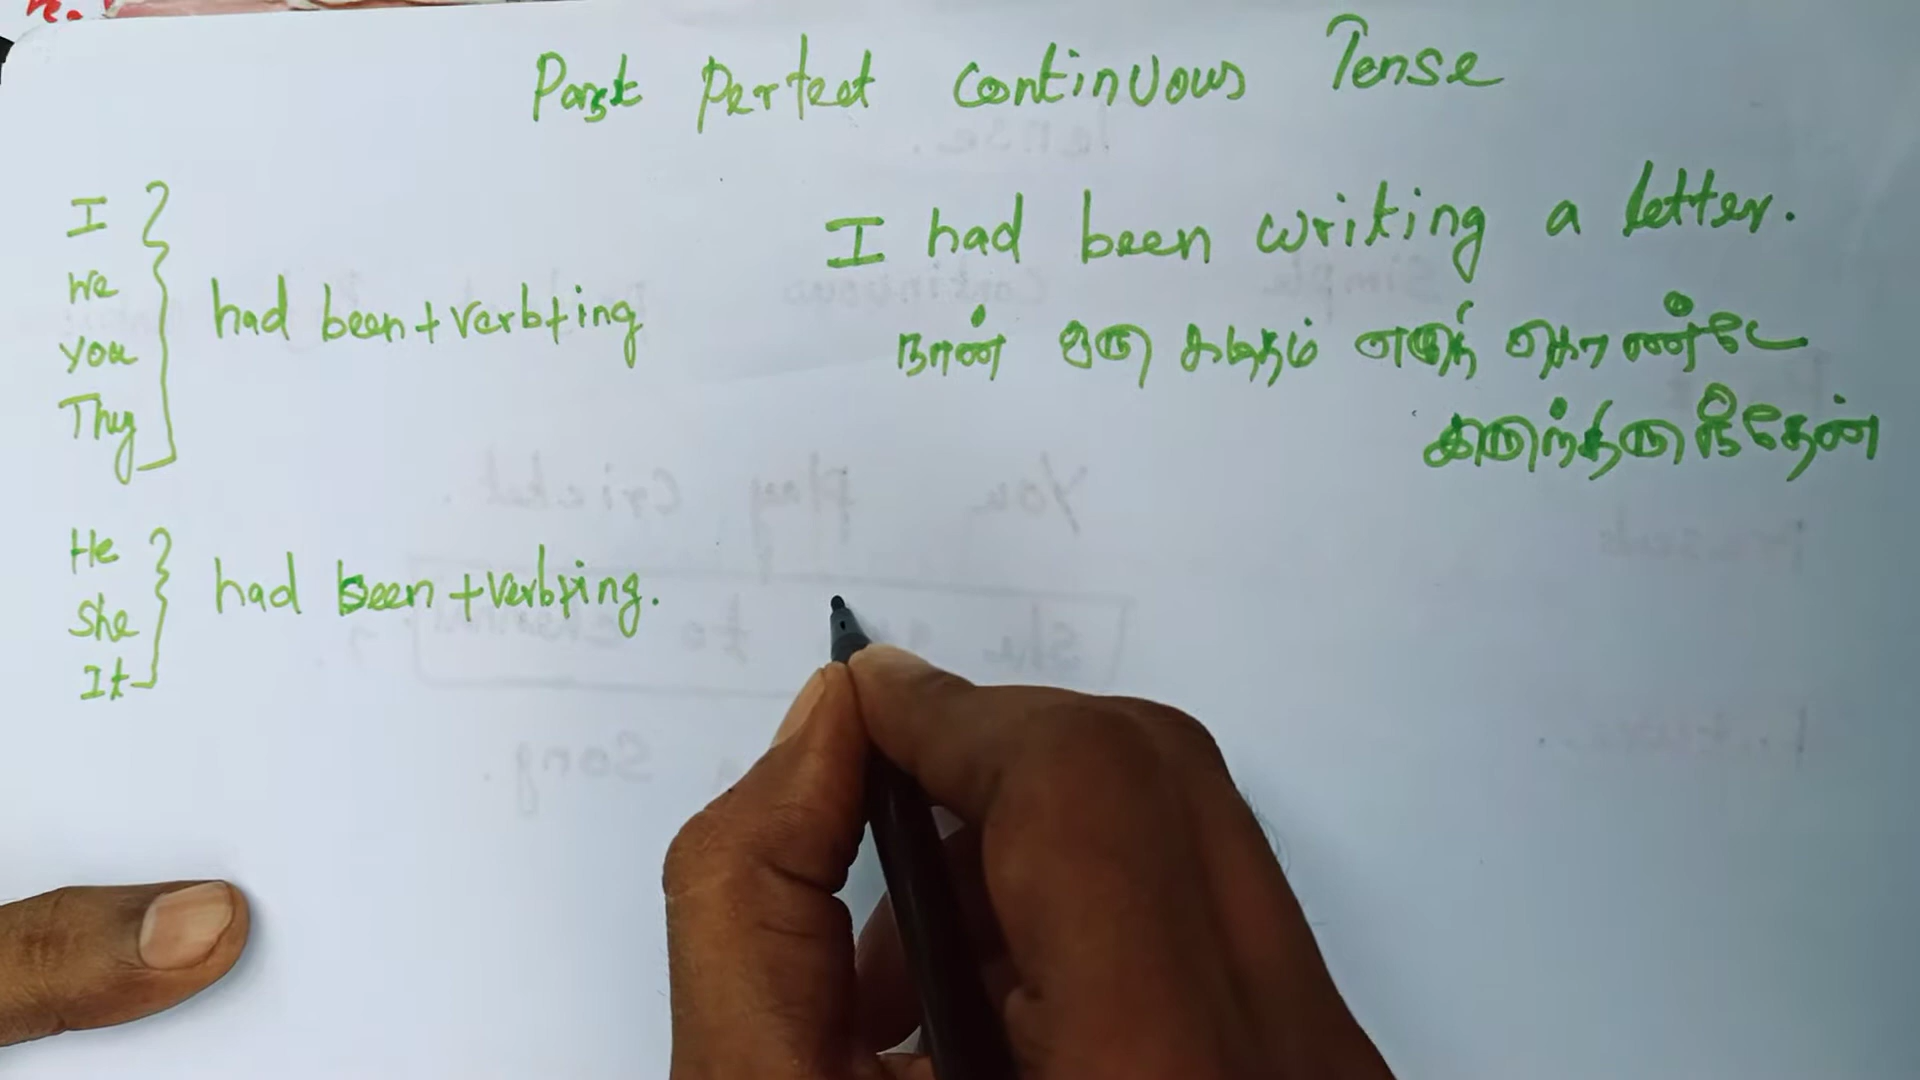 Past Perfect Continuous Tense
I
We
You
Thy
had been+verb+ing
I had been writing a letter.
நான் ஒரு கடிதம் எழுதி கொண்டே
He
She
It
had been +verb+ing.